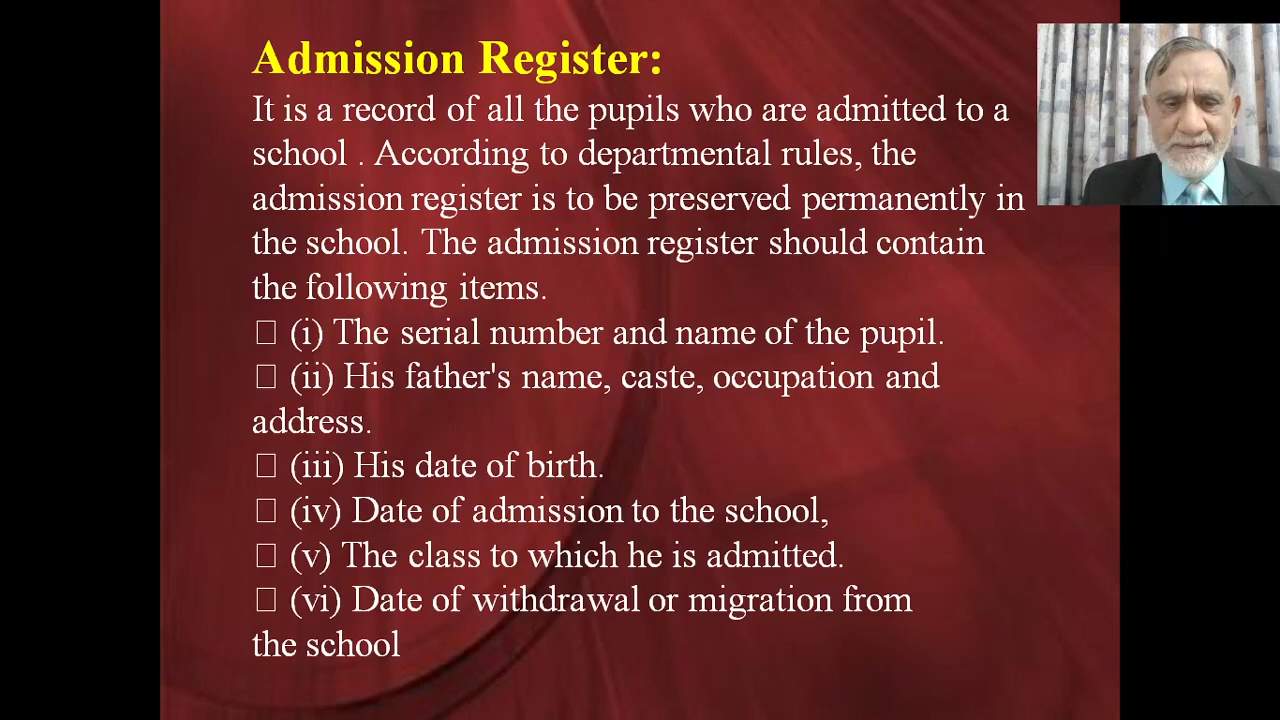 Admission Register:
It is a record of all the pupils who are admitted to a
school . According to departmental rules, the
admission register is to be preserved permanently in
the school. The admission register should contain
the following items.
□ (i) The serial number and name of the pupil.
□ (ii) His father's name, caste, occupation and
address.
□ (iii) His date of birth.
□ (iv) Date of admission to the school,
□ (v) The class to which he is admitted.
□ (vi) Date of withdrawal or migration from
the school